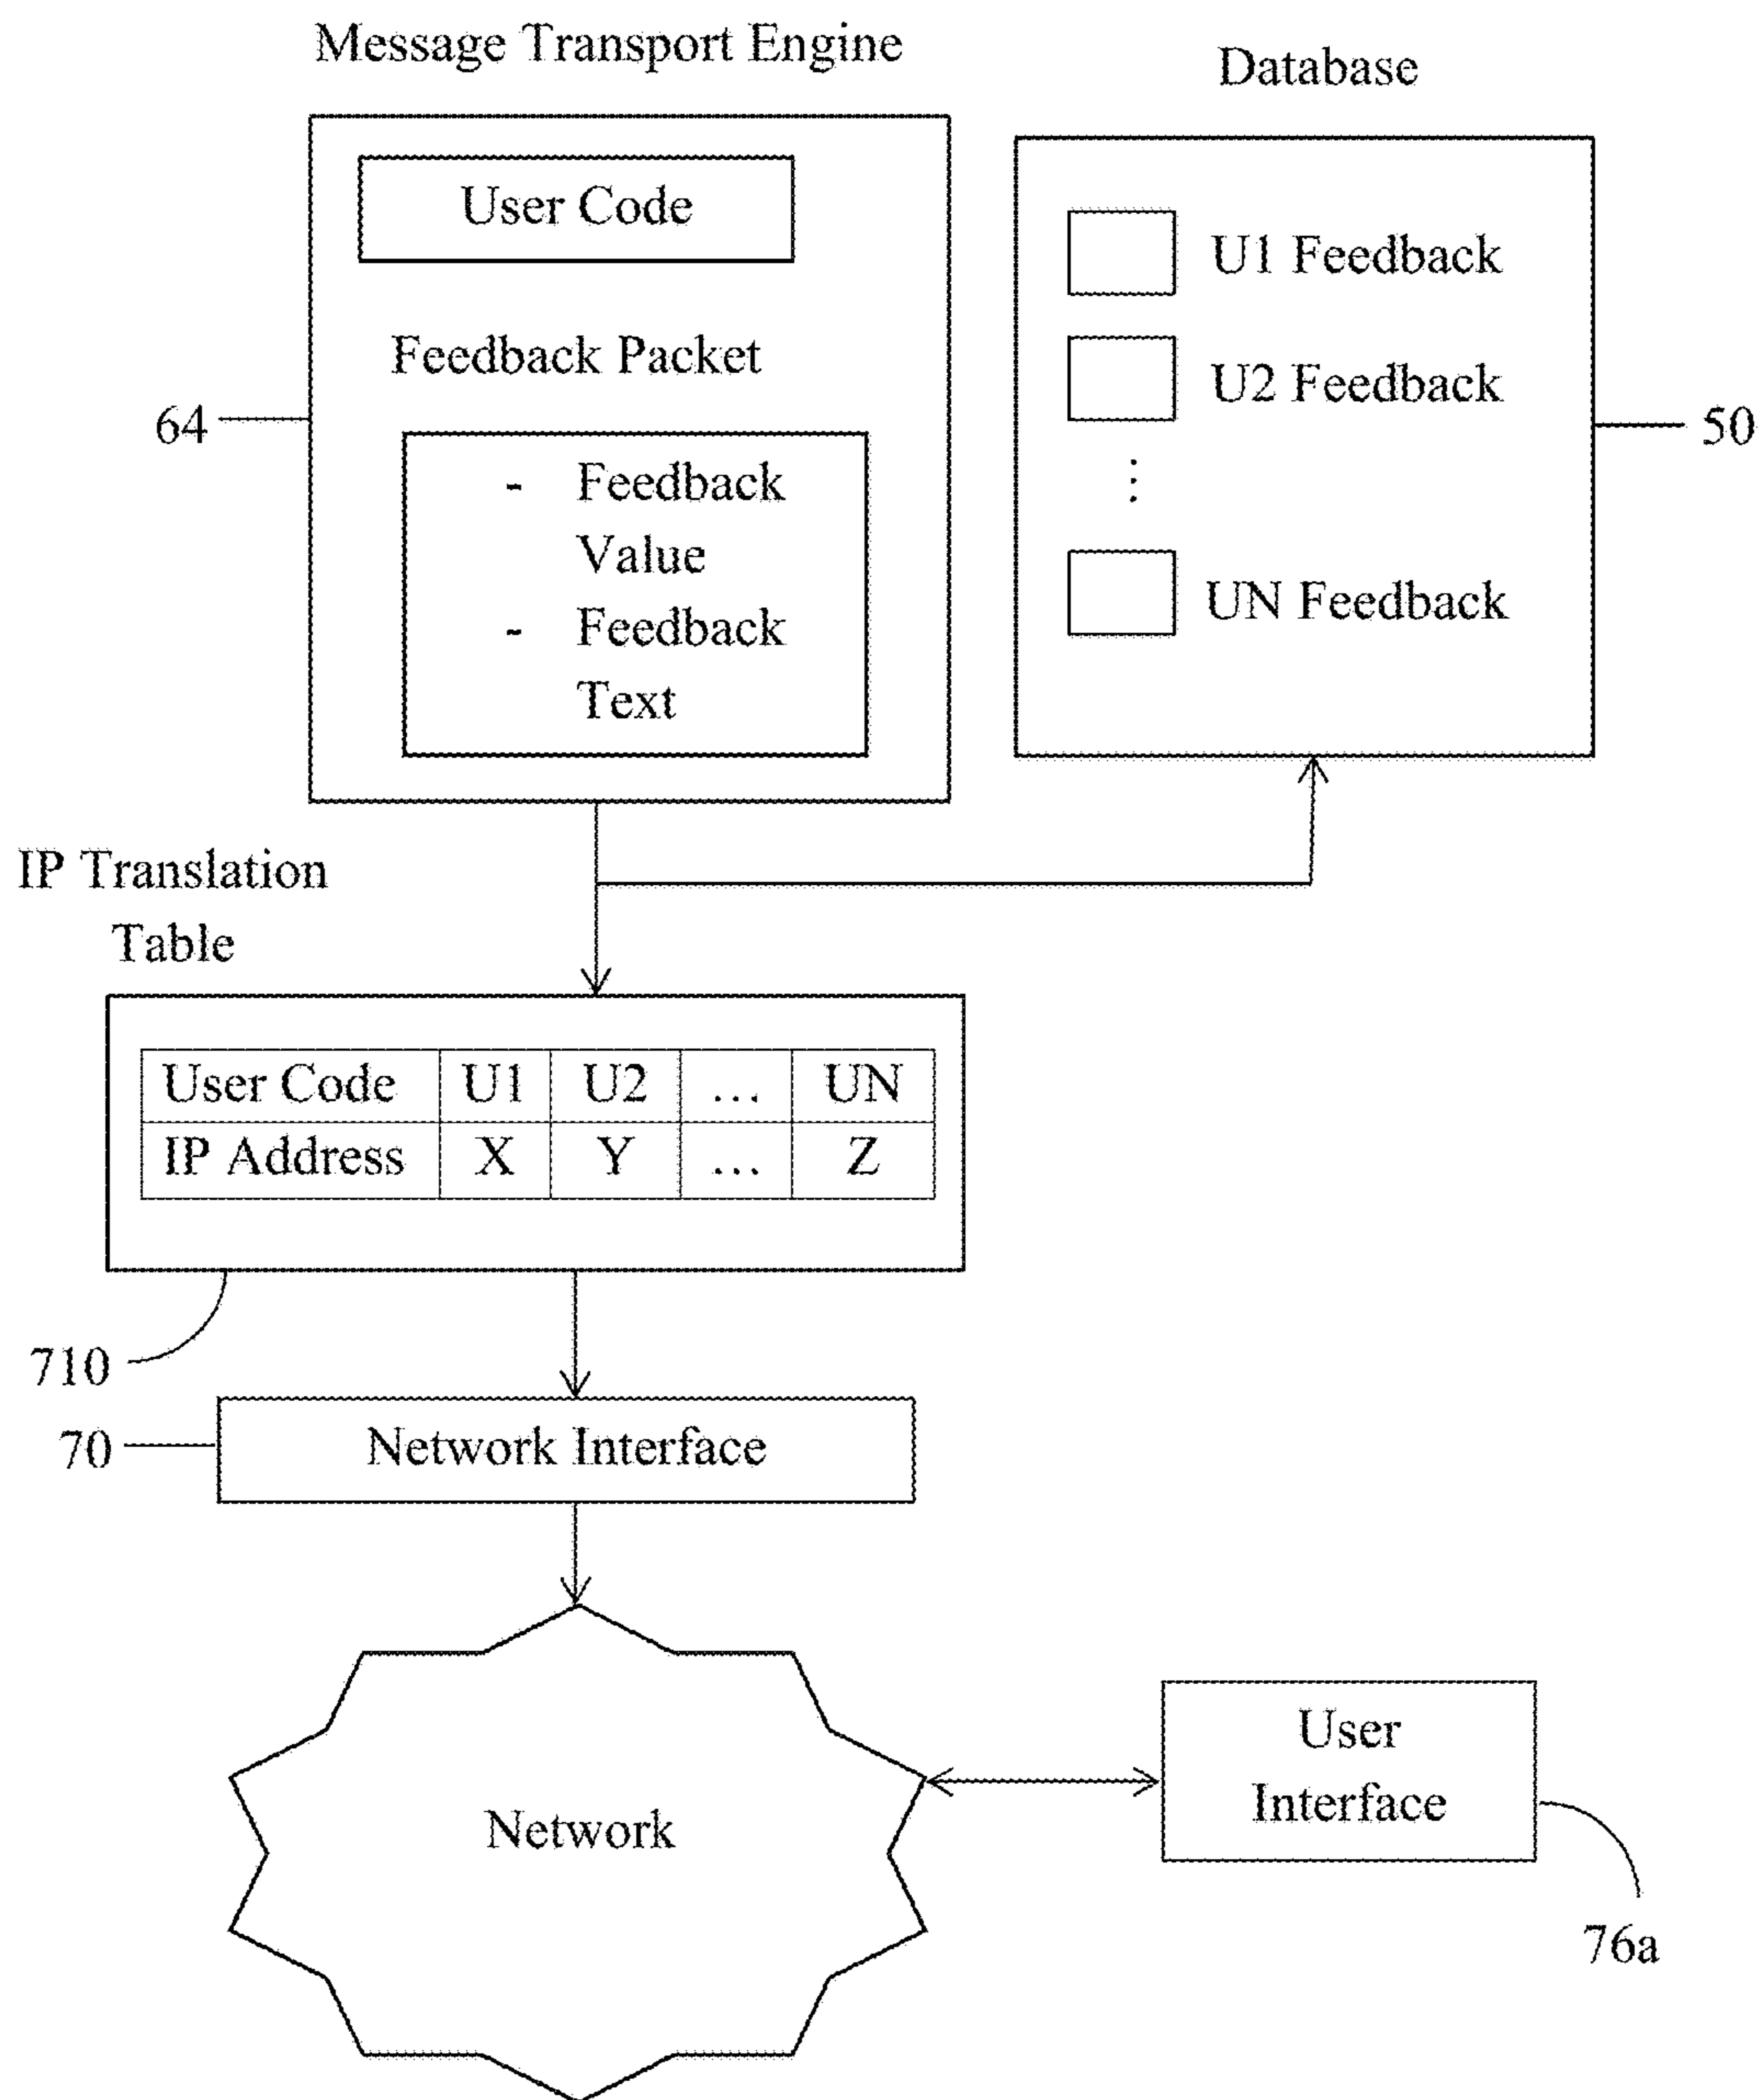 Message Transport Engine
Database
User Code
U1 Feedback
Feedback Packet
U2 Feedback
64
50
- Feedback
Value
⋮
- Feedback
UN Feedback
Text
IP Translation
Table
User Code U1 U2 ... UN
IP Address X Y ... Z
710
70
Network Interface
User
Interface
Network
76a